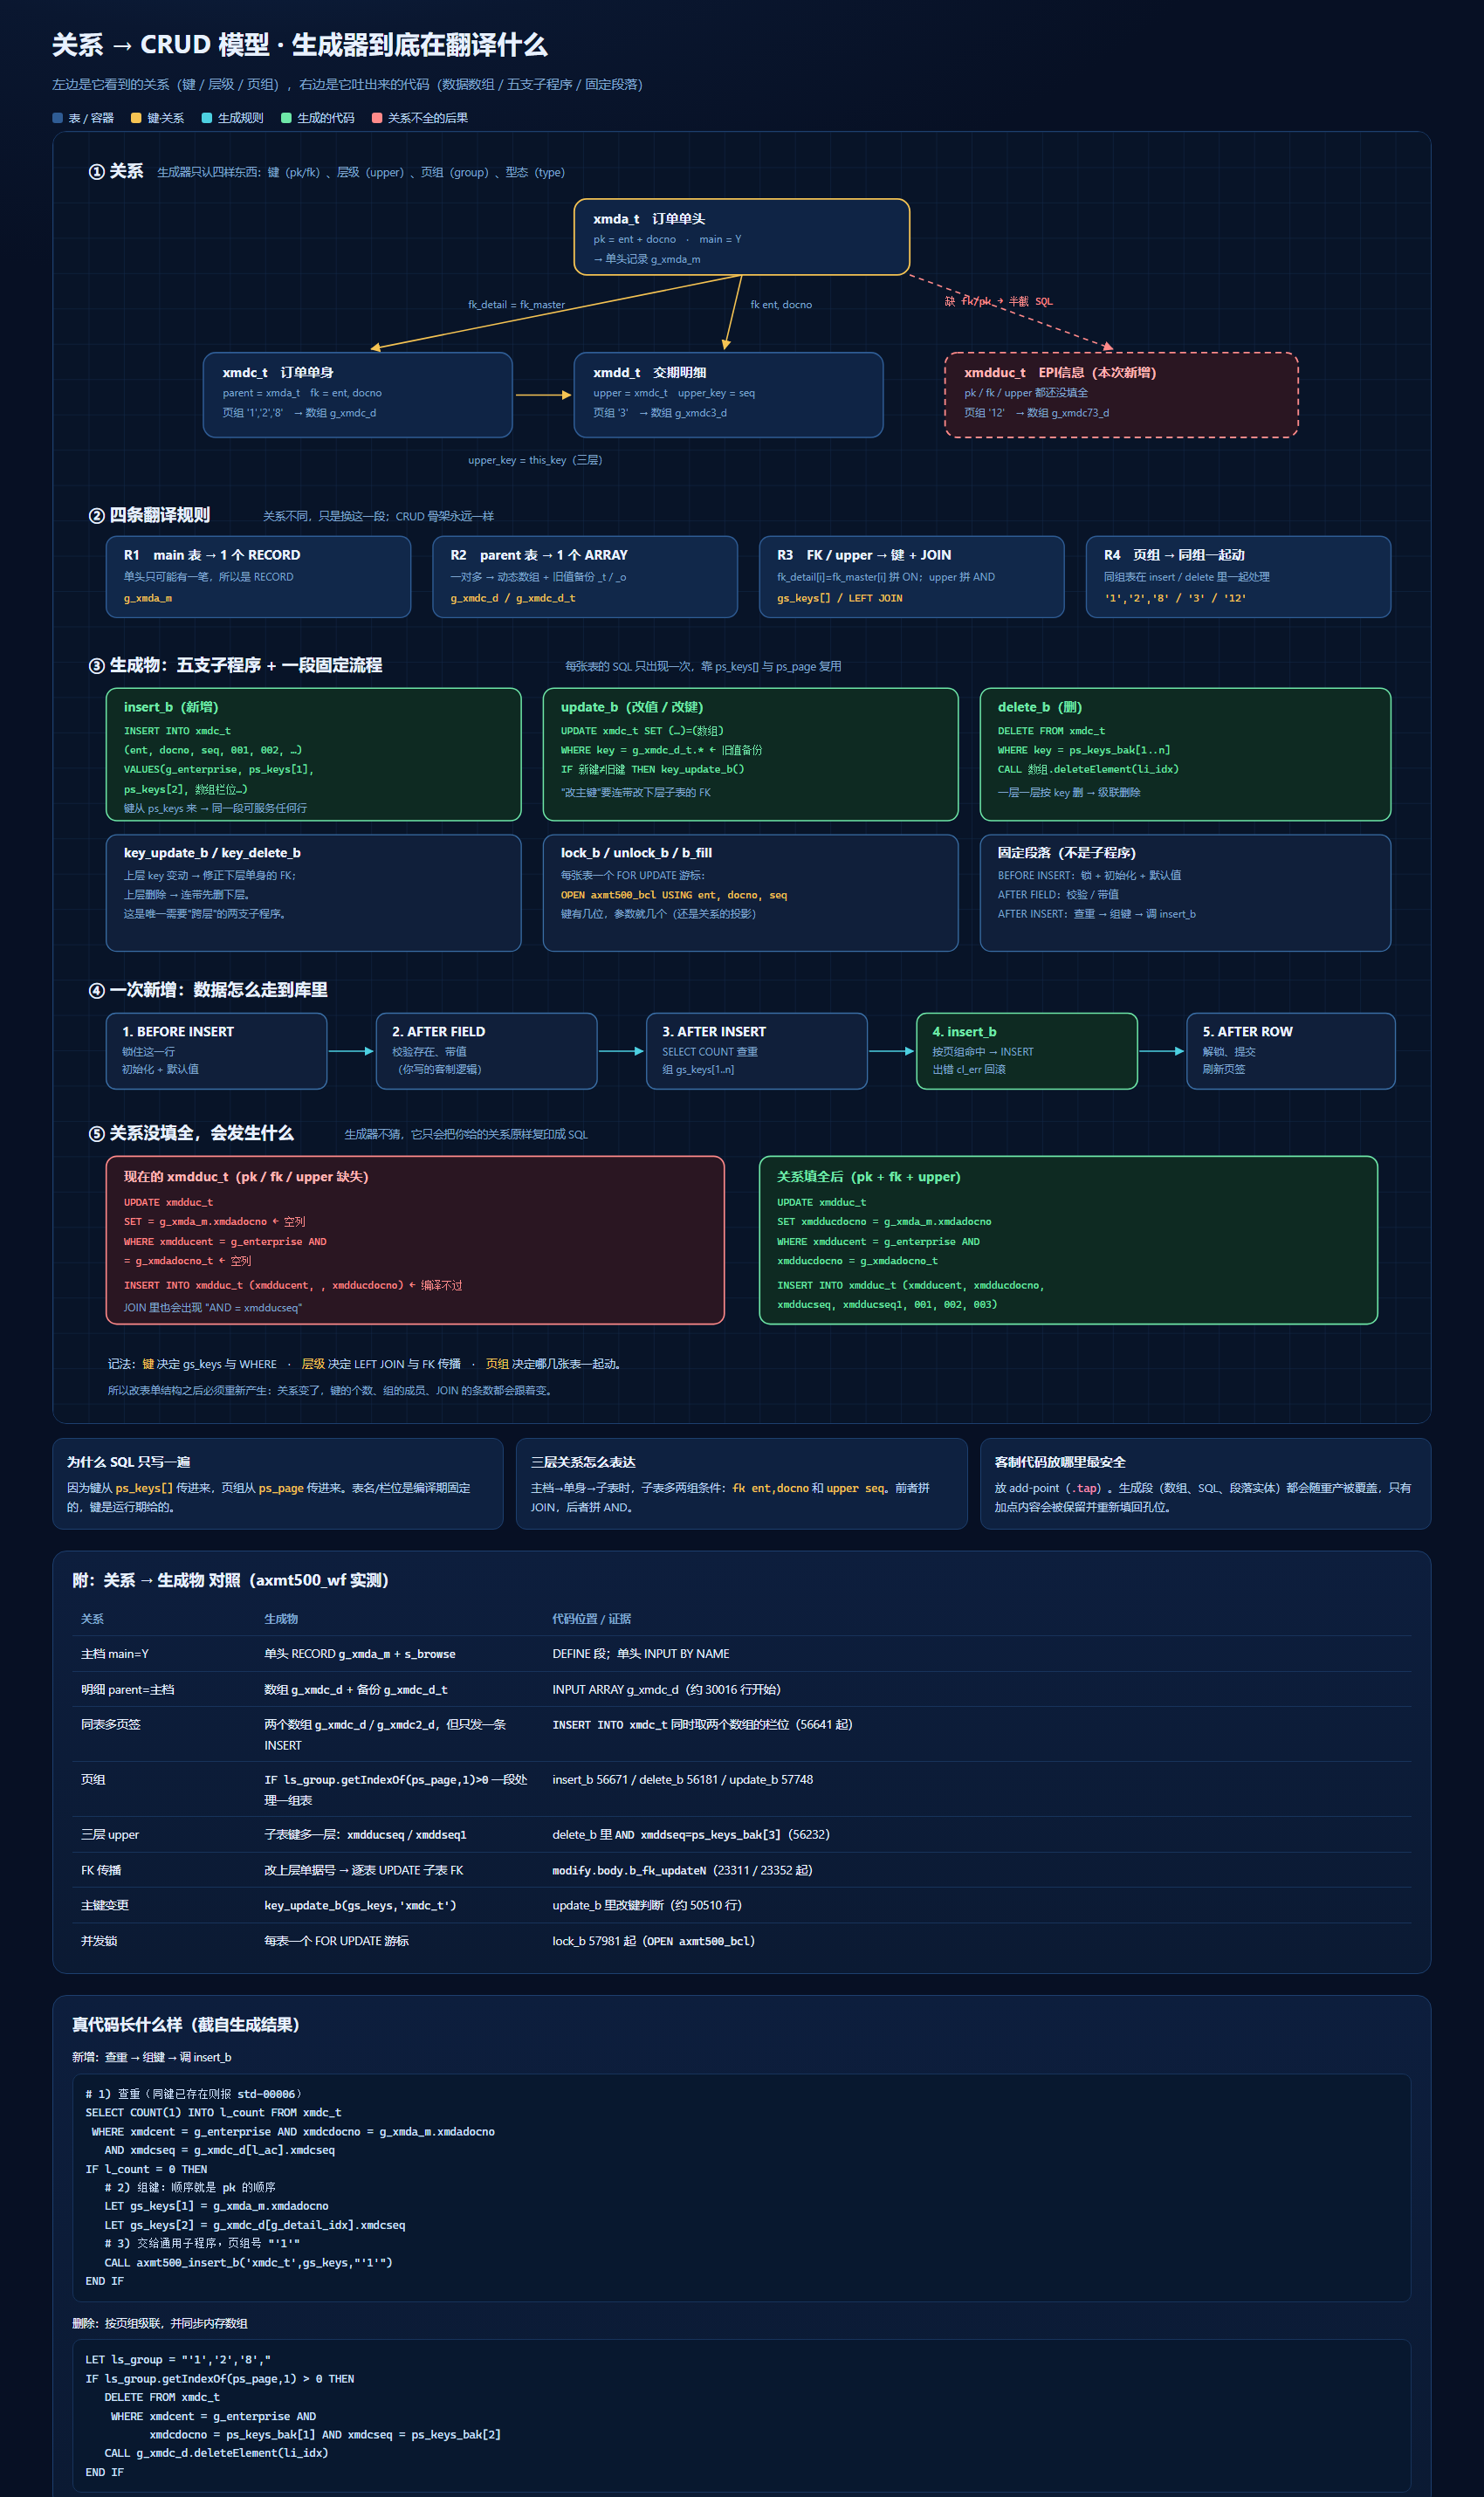 关系 → CRUD 模型 · 生成器到底在翻译什么
左边是它看到的关系（键 / 层级 / 页组），右边是它吐出来的代码（数据数组 / 五支子程序 / 固定段落）
表 / 容器 键·关系 生成规则 生成的代码 关系不全的后果
① 关系 生成器只认四样东西：键（pk/fk）、层级（upper）、页组（group）、型态（type）
xmda_t 订单单头
pk = ent + docno · main = Y
→ 单头记录 g_xmda_m
fk_detail = fk_master
fk ent, docno
缺 fk/pk → 半截 SQL
xmdc_t 订单单身
parent = xmda_t fk = ent, docno
页组 '1','2','8' → 数组 g_xmdc_d
xmdd_t 交期明细
upper = xmdc_t upper_key = seq
页组 '3' → 数组 g_xmdc3_d
xmdduc_t EPI信息（本次新增）
pk / fk / upper 都还没填全
页组 '12' → 数组 g_xmdc73_d
upper_key = this_key（三层）
② 四条翻译规则 关系不同，只是换这一段；CRUD 骨架永远一样
R1 main 表 → 1 个 RECORD
单头只可能有一笔，所以是 RECORD
g_xmda_m
R2 parent 表 → 1 个 ARRAY
一对多 → 动态数组 + 旧值备份 _t / _o
g_xmdc_d / g_xmdc_d_t
R3 FK / upper → 键 + JOIN
fk_detail[i]=fk_master[i] 拼 ON；upper 拼 AND
gs_keys[] / LEFT JOIN
R4 页组 → 同组一起动
同组表在 insert / delete 里一起处理
'1','2','8' / '3' / '12'
③ 生成物：五支子程序 + 一段固定流程 每张表的 SQL 只出现一次，靠 ps_keys[] 与 ps_page 复用
insert_b（新增）
INSERT INTO xmdc_t
(ent, docno, seq, 001, 002, …)
VALUES(g_enterprise, ps_keys[1],
ps_keys[2], 数组栏位…)
键从 ps_keys 来 → 同一段可服务任何行
update_b（改值 / 改键）
UPDATE xmdc_t SET (…)=(数组)
WHERE key = g_xmdc_d_t.* ← 旧值备份
IF 新键≠旧键 THEN key_update_b()
"改主键"要连带改下层子表的 FK
delete_b（删）
DELETE FROM xmdc_t
WHERE key = ps_keys_bak[1..n]
CALL 数组.deleteElement(li_idx)
一层一层按 key 删 → 级联删除
key_update_b / key_delete_b
上层 key 变动 → 修正下层单身的 FK；
上层删除 → 连带先删下层。
这是唯一需要"跨层"的两支子程序。
lock_b / unlock_b / b_fill
每张表一个 FOR UPDATE 游标：
OPEN axmt500_bcl USING ent, docno, seq
键有几位，参数就几个（还是关系的投影）
固定段落（不是子程序）
BEFORE INSERT：锁 + 初始化 + 默认值
AFTER FIELD：校验 / 带值
AFTER INSERT：查重 → 组键 → 调 insert_b
④ 一次新增：数据怎么走到库里
1. BEFORE INSERT
锁住这一行
初始化 + 默认值
2. AFTER FIELD
校验存在、带值
（你写的客制逻辑）
3. AFTER INSERT
SELECT COUNT 查重
组 gs_keys[1..n]
4. insert_b
按页组命中 → INSERT
出错 cl_err 回滚
5. AFTER ROW
解锁、提交
刷新页签
⑤ 关系没填全，会发生什么 生成器不猜，它只会把你给的关系原样复印成 SQL
现在的 xmdduc_t（pk / fk / upper 缺失）
UPDATE xmdduc_t
SET = g_xmda_m.xmdadocno ← 空列
WHERE xmdducent = g_enterprise AND
= g_xmdadocno_t ← 空列
INSERT INTO xmdduc_t (xmdducent, , xmdducdocno) ← 编译不过
JOIN 里也会出现 "AND = xmdducseq"
关系填全后（pk + fk + upper）
UPDATE xmdduc_t
SET xmdducdocno = g_xmda_m.xmdadocno
WHERE xmdducent = g_enterprise AND
xmdducdocno = g_xmdadocno_t
INSERT INTO xmdduc_t (xmdducent, xmdducdocno,
xmdducseq, xmdducseq1, 001, 002, 003)
记法：键 决定 gs_keys 与 WHERE · 层级 决定 LEFT JOIN 与 FK 传播 · 页组 决定哪几张表一起动。
所以改表单结构之后必须重新产生：关系变了，键的个数、组的成员、JOIN 的条数都会跟着变。
为什么 SQL 只写一遍
因为键从 ps_keys[] 传进来，页组从 ps_page 传进来。表名/栏位是编译期固定
的，键是运行期给的。
三层关系怎么表达
主档→单身→子表时，子表多两组条件：fk ent,docno 和 upper seq。前者拼
JOIN，后者拼 AND。
客制代码放哪里最安全
放 add-point（.tap）。生成段（数组、SQL、段落实体）都会随重产被覆盖，只有
加点内容会被保留并重新填回孔位。
附：关系 → 生成物 对照（axmt500_wf 实测）
关系 生成物 代码位置 / 证据
主档 main=Y 单头 RECORD g_xmda_m + s_browse DEFINE 段；单头 INPUT BY NAME
明细 parent=主档 数组 g_xmdc_d + 备份 g_xmdc_d_t INPUT ARRAY g_xmdc_d（约 30016 行开始）
同表多页签 两个数组 g_xmdc_d / g_xmdc2_d，但只发一条 INSERT INTO xmdc_t 同时取两个数组的栏位（56641 起）
INSERT
页组 IF ls_group.getIndexOf(ps_page,1)>0 一段处 insert_b 56671 / delete_b 56181 / update_b 57748
理一组表
三层 upper 子表键多一层：xmdducseq / xmddseq1 delete_b 里 AND xmddseq=ps_keys_bak[3]（56232）
FK 传播 改上层单据号 → 逐表 UPDATE 子表 FK modify.body.b_fk_updateN（23311 / 23352 起）
主键变更 key_update_b(gs_keys,'xmdc_t') update_b 里改键判断（约 50510 行）
并发锁 每表一个 FOR UPDATE 游标 lock_b 57981 起（OPEN axmt500_bcl）
真代码长什么样（截自生成结果）
新增：查重 → 组键 → 调 insert_b
# 1) 查重（同键已存在则报 std-00006）
SELECT COUNT(1) INTO l_count FROM xmdc_t
WHERE xmdcent = g_enterprise AND xmdcdocno = g_xmda_m.xmdadocno
AND xmdcseq = g_xmdc_d[l_ac].xmdcseq
IF l_count = 0 THEN
# 2) 组键：顺序就是 pk 的顺序
LET gs_keys[1] = g_xmda_m.xmdadocno
LET gs_keys[2] = g_xmdc_d[g_detail_idx].xmdcseq
# 3) 交给通用子程序，页组号 "'1'"
CALL axmt500_insert_b('xmdc_t',gs_keys,"'1'")
END IF
删除：按页组级联，并同步内存数组
LET ls_group = "'1','2','8',"
IF ls_group.getIndexOf(ps_page,1) > 0 THEN
DELETE FROM xmdc_t
WHERE xmdcent = g_enterprise AND
xmdcdocno = ps_keys_bak[1] AND xmdcseq = ps_keys_bak[2]
CALL g_xmdc_d.deleteElement(li_idx)
END IF